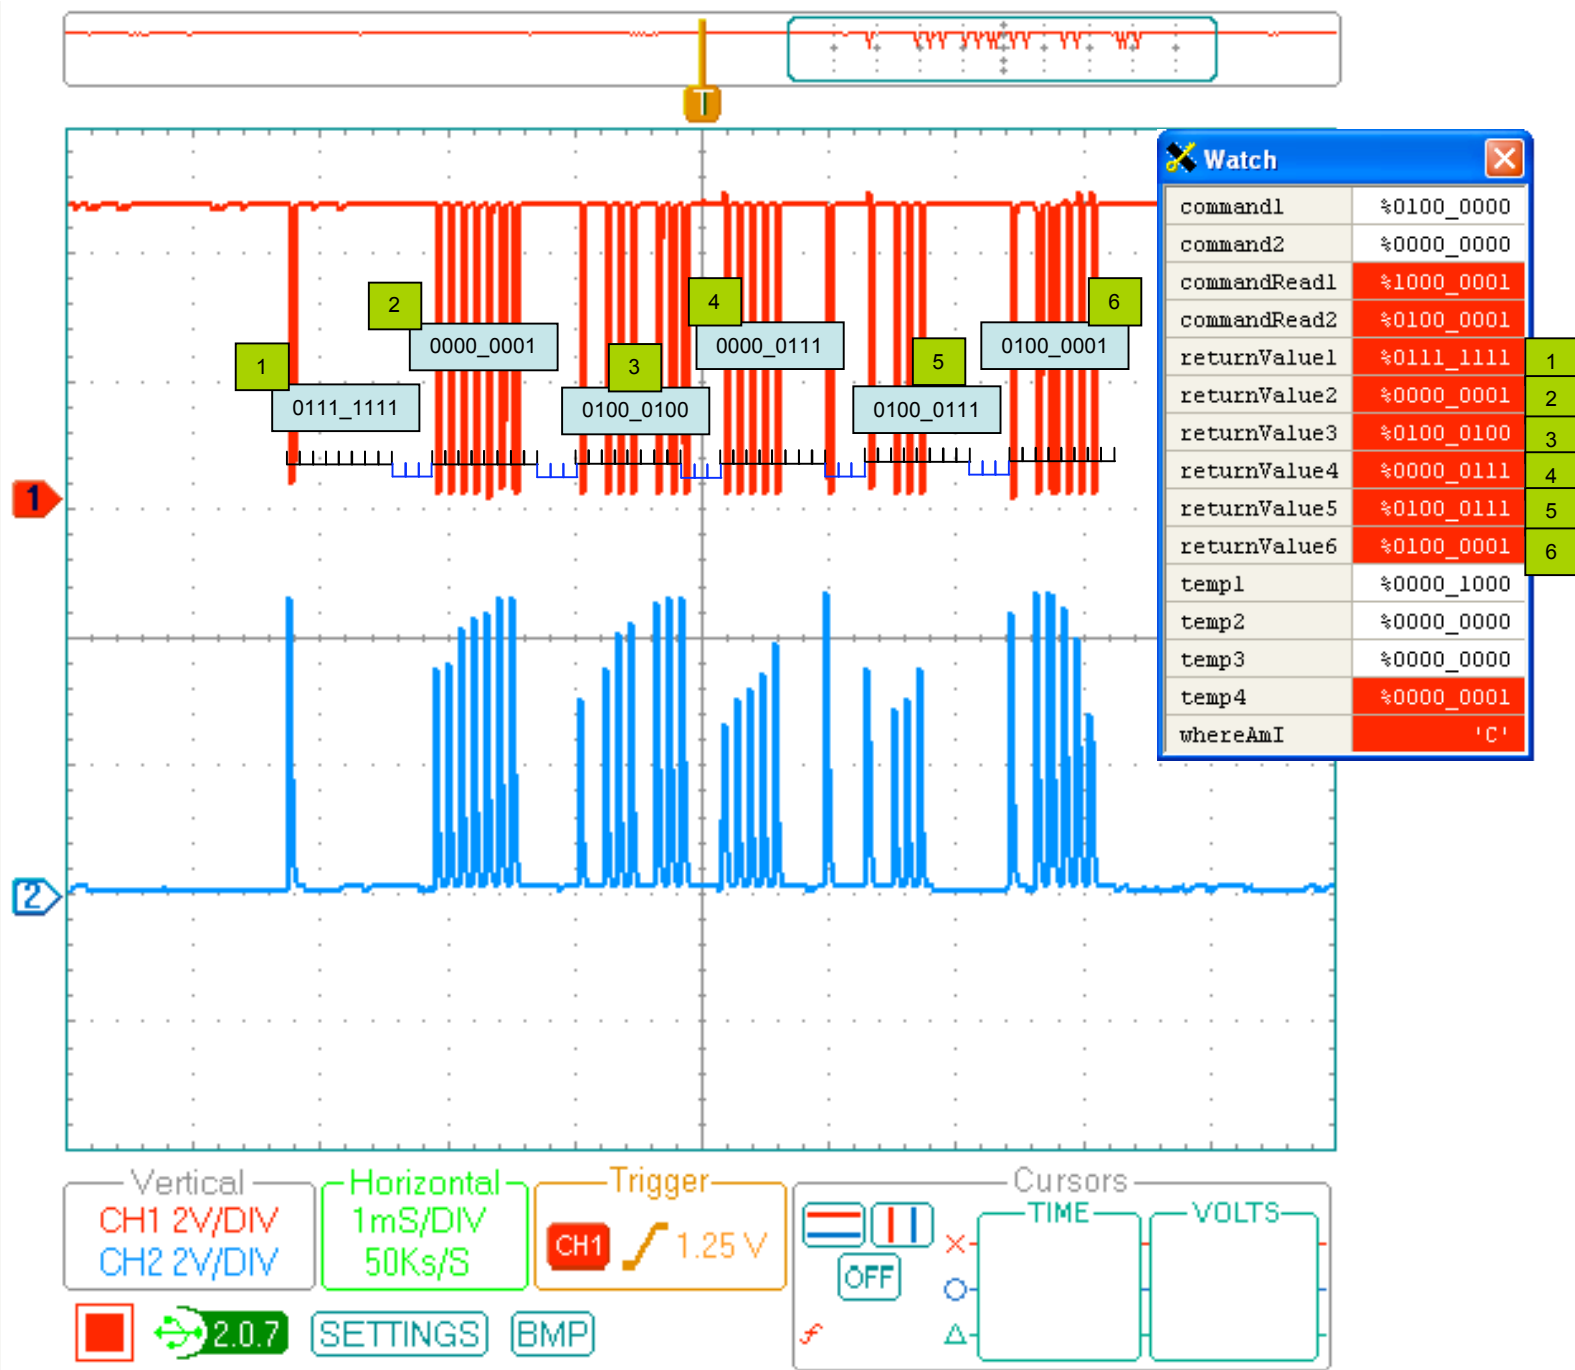 T
Watch
command1 %0100_0000
command2 %0000_0000
commandRead1 %1000_0001
commandRead2 %0100_0001
returnValue1 %0111_1111 1
returnValue2 %0000_0001 2
returnValue3 %0100_0100 3
returnValue4 %0000_0111 4
returnValue5 %0100_0111 5
returnValue6 %0100_0001 6
temp1 %0000_1000
temp2 %0000_0000
temp3 %0000_0000
temp4 %0000_0001
whereAmI 'C'
1
0111_1111
2
0000_0001
3
0100_0100
4
0000_0111
5
0100_0111
6
0100_0001
1
2
Vertical
CH1 2V/DIV
CH2 2V/DIV
Horizontal
1mS/DIV
50Ks/S
Trigger
CH1 1.25 V
Cursors
TIME VOLTS
OFF
2.0.7 SETTINGS BMP